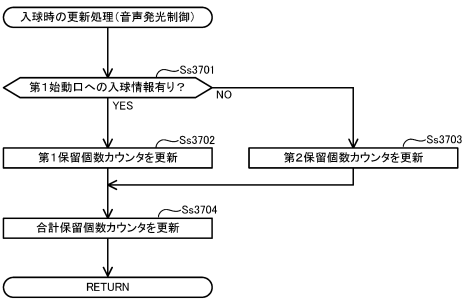 入球時の更新処理(音声発光制御)
Ss3701
第1始動口への入球情報有り?
NO
YES
Ss3702
第1保留個数カウンタを更新
Ss3703
第2保留個数カウンタを更新
Ss3704
合計保留個数カウンタを更新
RETURN